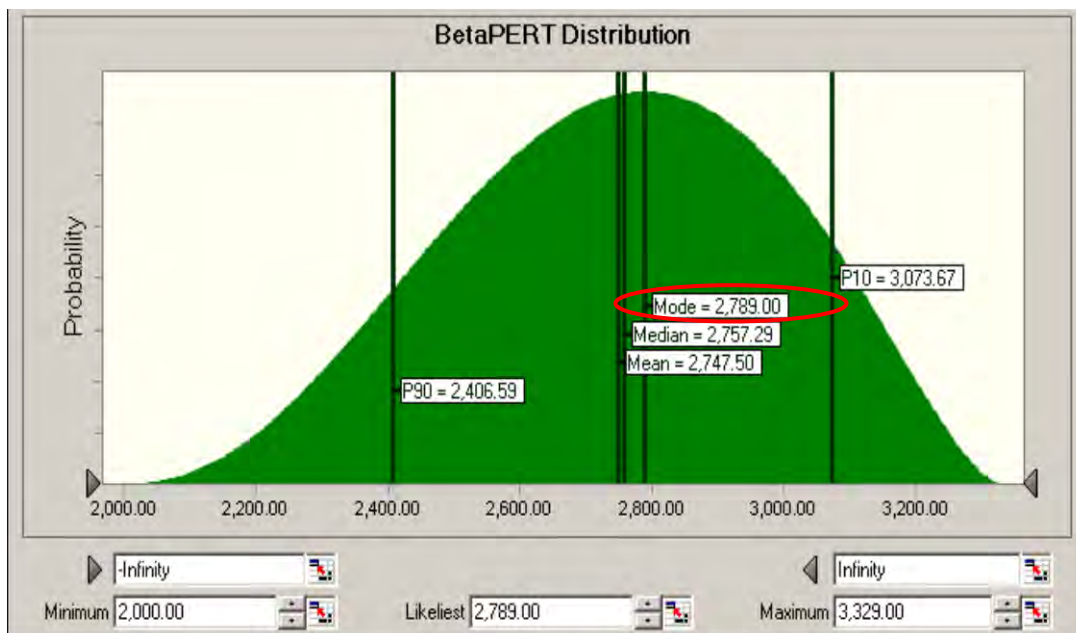 BetaPERT Distribution
Probability
P10 = 3,073.67
Mode = 2,789.00
Median = 2,757.29
Mean = 2,747.50
P90 = 2,406.59
2,000.00 2,200.00 2,400.00 2,600.00 2,800.00 3,000.00 3,200.00
-Infinity Infinity
Minimum 2,000.00 Likeliest 2,789.00 Maximum 3,329.00